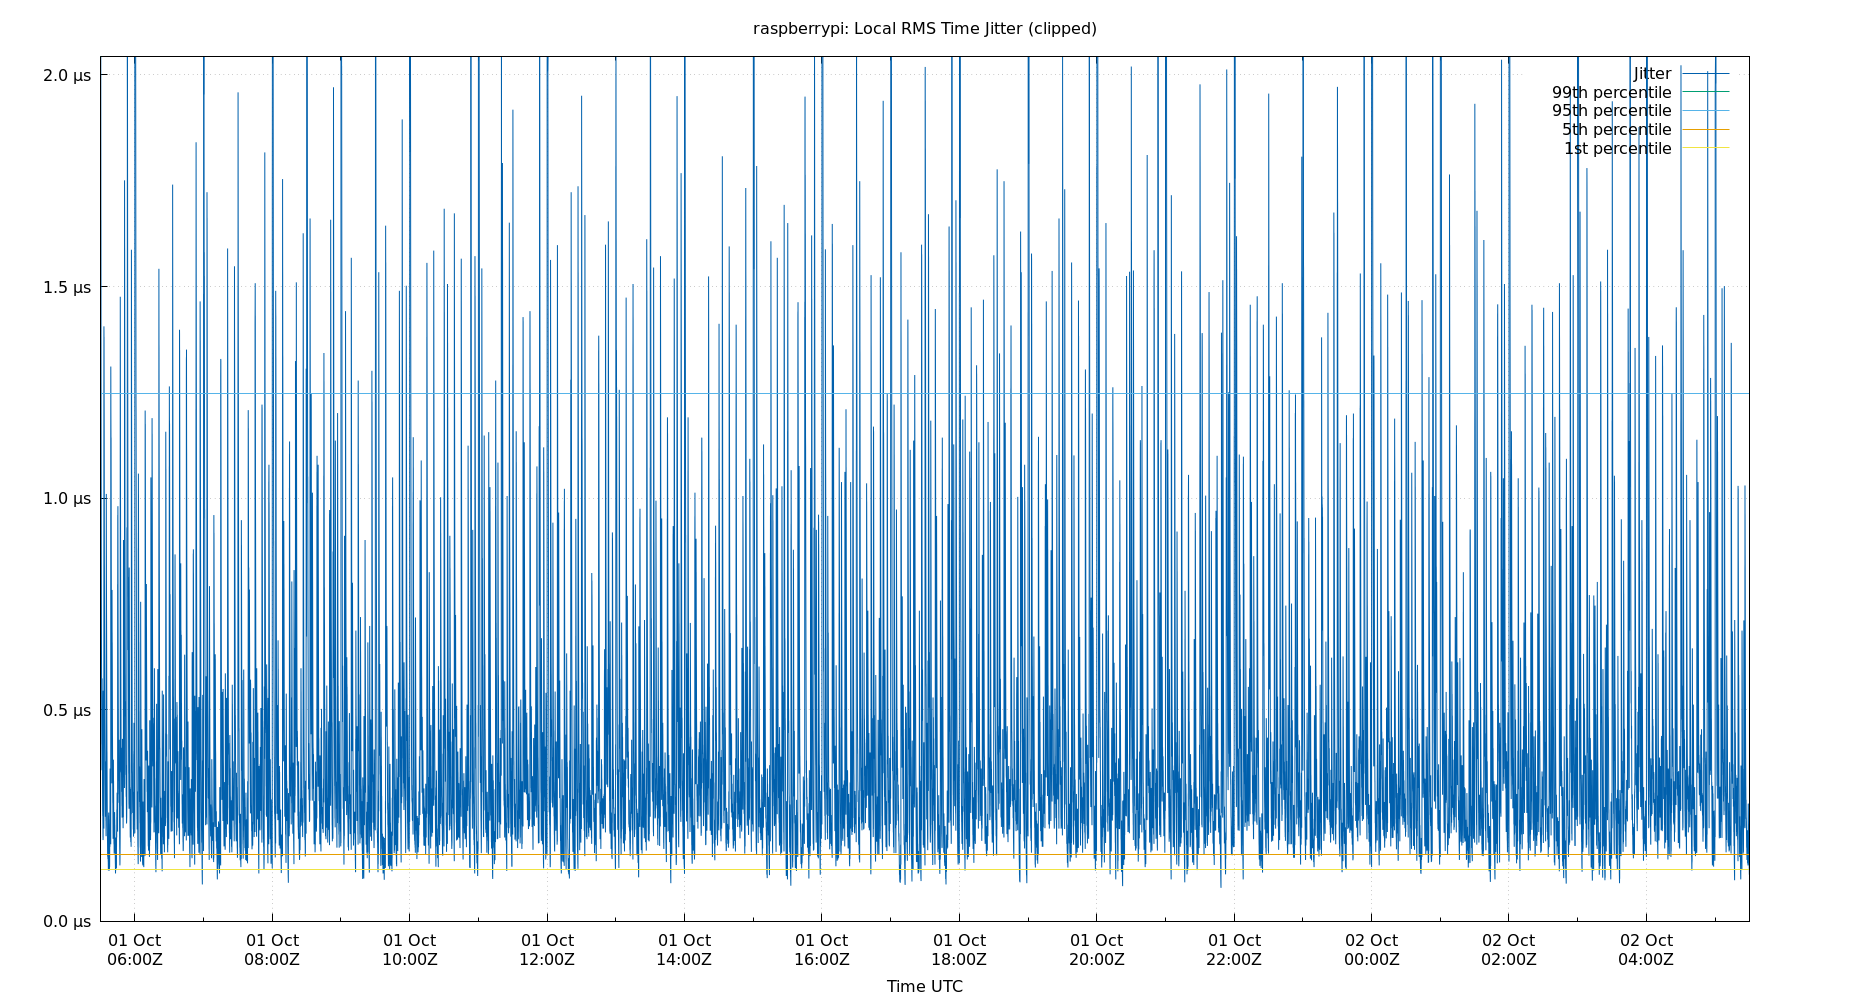 raspberrypi: Local RMS Time Jitter (clipped)
2.0 µs
1.5 µs
1.0 µs
0.5 µs
0.0 µs
Jitter
99th percentile
95th percentile
5th percentile
1st percentile
01 Oct 06:00Z
01 Oct 08:00Z
01 Oct 10:00Z
01 Oct 12:00Z
01 Oct 14:00Z
01 Oct 16:00Z
01 Oct 18:00Z
01 Oct 20:00Z
01 Oct 22:00Z
02 Oct 00:00Z
02 Oct 02:00Z
02 Oct 04:00Z
Time UTC